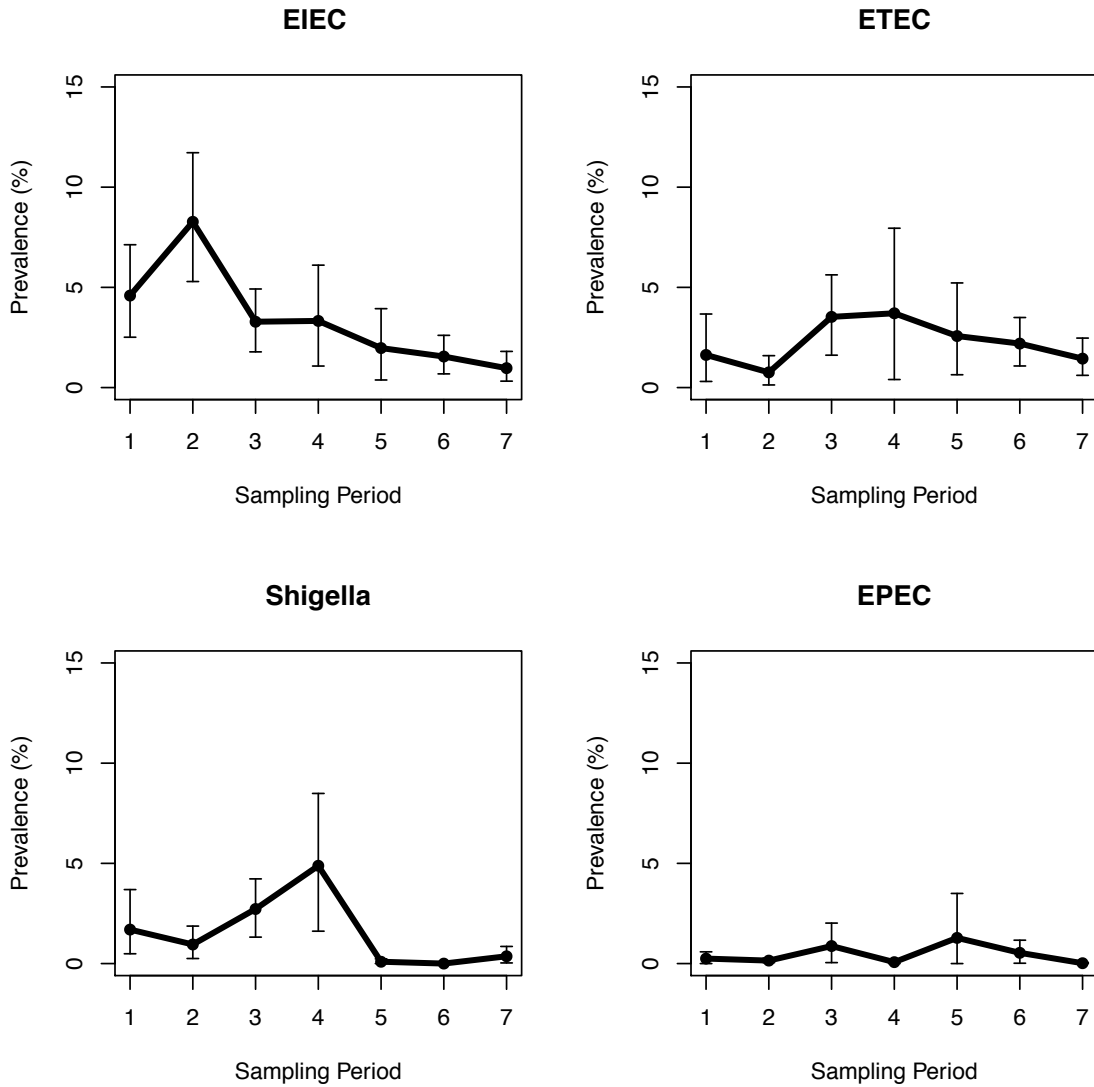 EIEC
Prevalence (%)
15
10
5
0
1 2 3 4 5 6 7
Sampling Period
ETEC
Prevalence (%)
15
10
5
0
1 2 3 4 5 6 7
Sampling Period
Shigella
Prevalence (%)
15
10
5
0
1 2 3 4 5 6 7
Sampling Period
EPEC
Prevalence (%)
15
10
5
0
1 2 3 4 5 6 7
Sampling Period